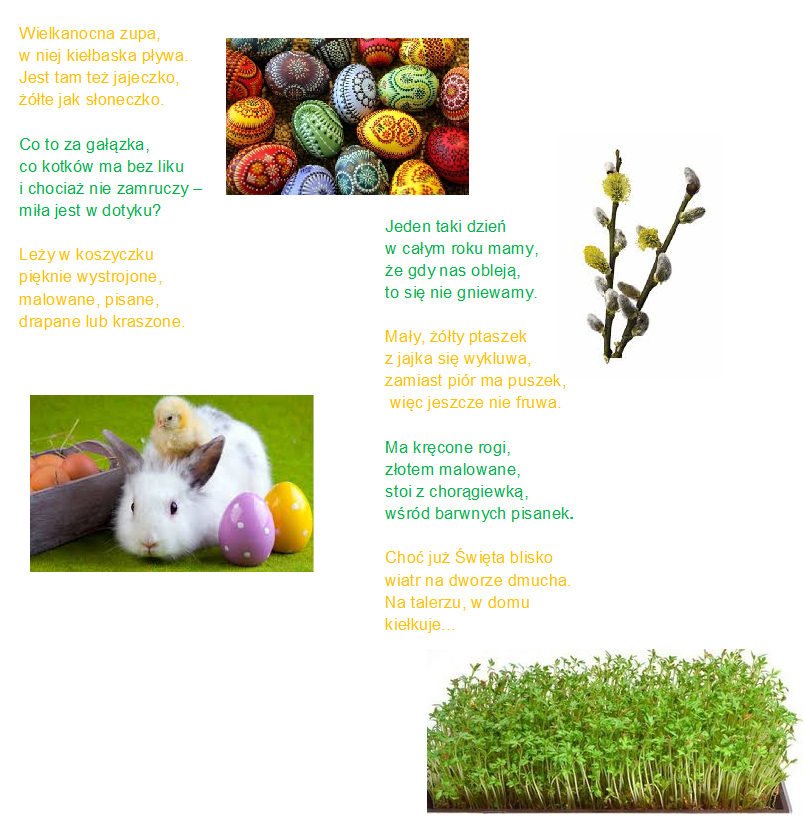 Wielkanocna zupa,
w niej kiełbaska pływa.
Jest tam też jajeczko,
żółte jak słoneczko.
Co to za gałązka,
co kotków ma bez liku
i chociaż nie zamruczy –
miła jest w dotyku?
Leży w koszyczku
pięknie wystrojone,
malowane, pisane,
drapane lub kraszone.
Jeden taki dzień
w całym roku mamy,
że gdy nas obleją,
to się nie gniewamy.
Mały, żółty ptaszek
z jajka się wykluwa,
zamiast piór ma puszek,
więc jeszcze nie fruwa.
Ma kręcone rogi,
złotem malowane,
stoi z chorągiewką,
wśród barwnych pisanek.
Choć już Święta blisko
wiatr na dworze dmucha.
Na talerzu, w domu
kiełkuje...